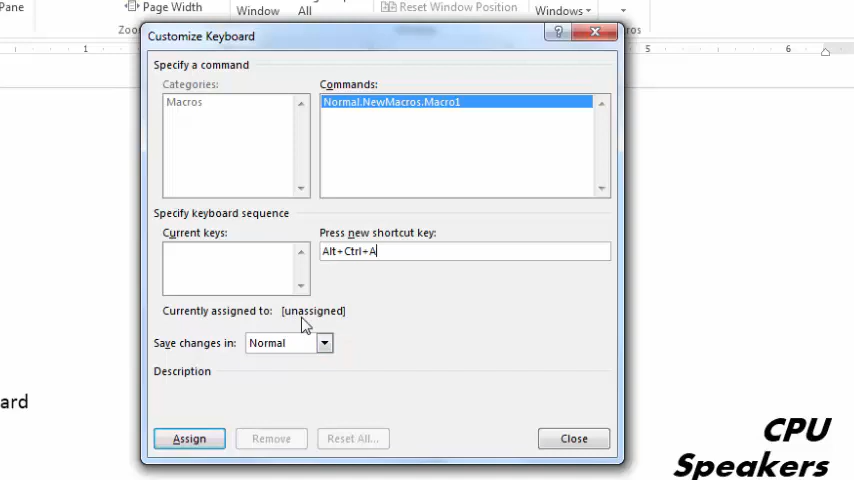 Pane
Page Width
Window
All
Reset Window Position
Windows
Zoo
ros
1
5
6
Customize Keyboard
?
Specify a command
Categories:
Commands:
Macros
Normal.NewMacros.Macro1
Specify keyboard sequence
Current keys:
Press new shortcut key:
Alt+Ctrl+A
Currently assigned to: [unassigned]
Save changes in: Normal
Description
ard
Assign
Remove
Reset All...
Close
CPU
Speakers